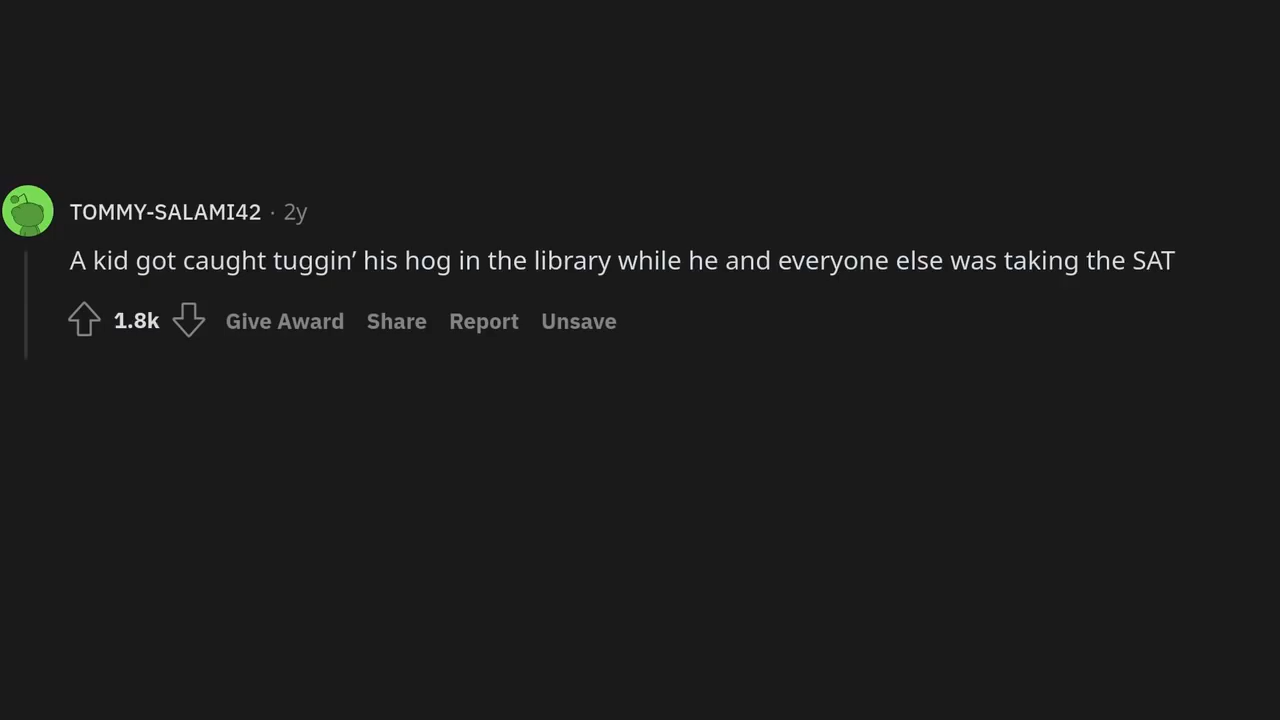 TOMMY-SALAMI42 · 2y
A kid got caught tuggin’ his hog in the library while he and everyone else was taking the SAT
1.8k Give Award Share Report Unsave